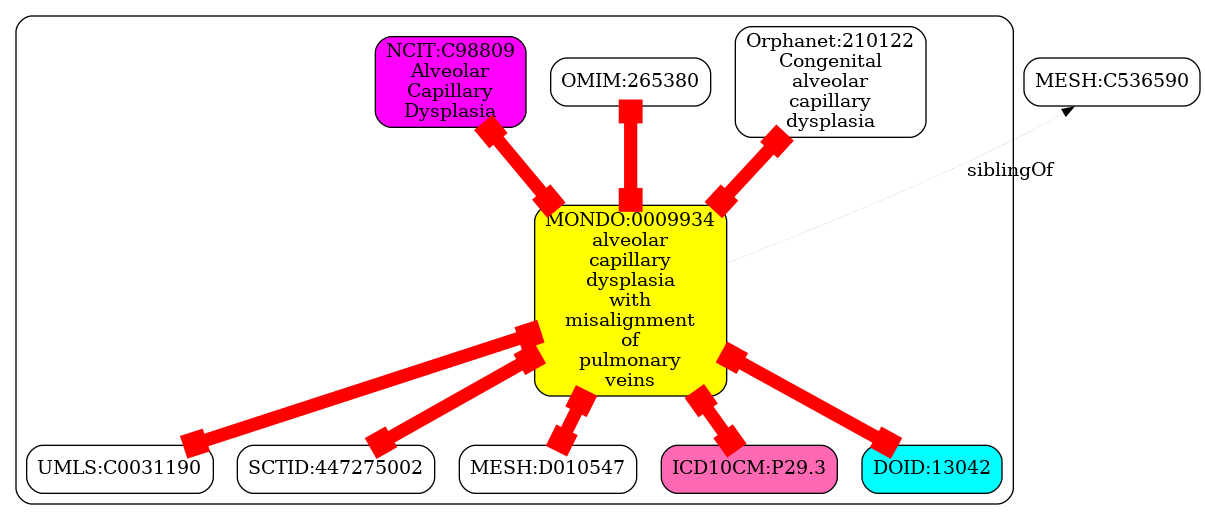 NCIT:C98809
Alveolar
Capillary
Dysplasia
OMIM:265380
Orphanet:210122
Congenital
alveolar
capillary
dysplasia
MESH:C536590
siblingOf
MONDO:0009934
alveolar
capillary
dysplasia
with
misalignment
of
pulmonary
veins
UMLS:C0031190
SCTID:447275002
MESH:D010547
ICD10CM:P29.3
DOID:13042